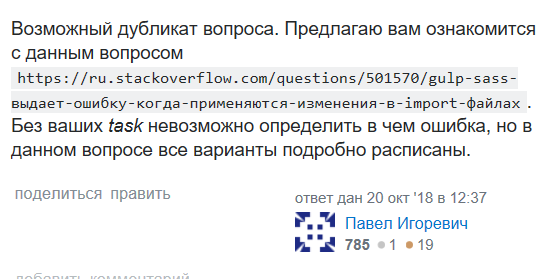 Возможный дубликат вопроса. Предлагаю вам ознакомится
с данным вопросом
https://ru.stackoverflow.com/questions/501570/gulp-sass-
выдает-ошибку-когда-применяются-изменения-в-import-файлах .
Без ваших task невозможно определить в чем ошибка, но в
данном вопросе все варианты подробно расписаны.
поделиться править
ответ дан 20 окт '18 в 12:37
Павел Игоревич
785 1 19
добавить комментарий